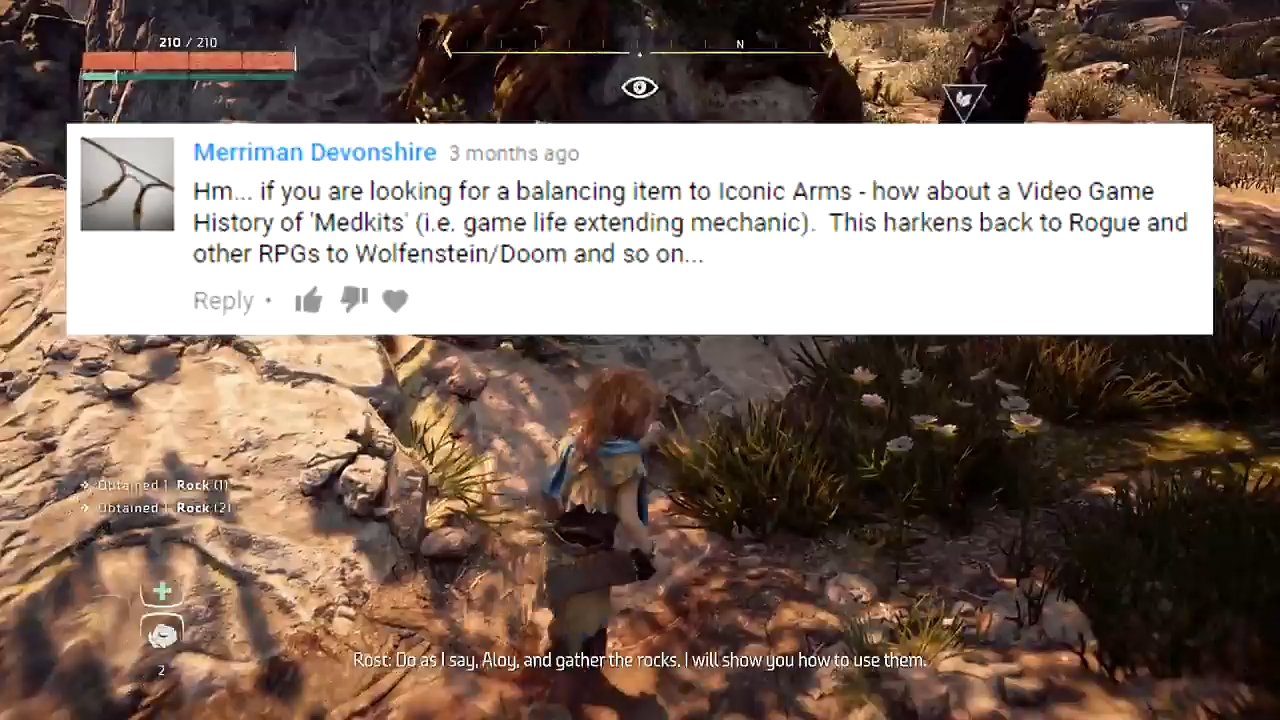 210 / 210
N
Merriman Devonshire 3 months ago
Hm... if you are looking for a balancing item to Iconic Arms - how about a Video Game
History of 'Medkits' (i.e. game life extending mechanic).  This harkens back to Rogue and
other RPGs to Wolfenstein/Doom and so on...
Reply •
Obtained 1 Rock (1)
Obtained 1 Rock (2)
2
Rost: Do as I say, Aloy, and gather the rocks. I will show you how to use them.